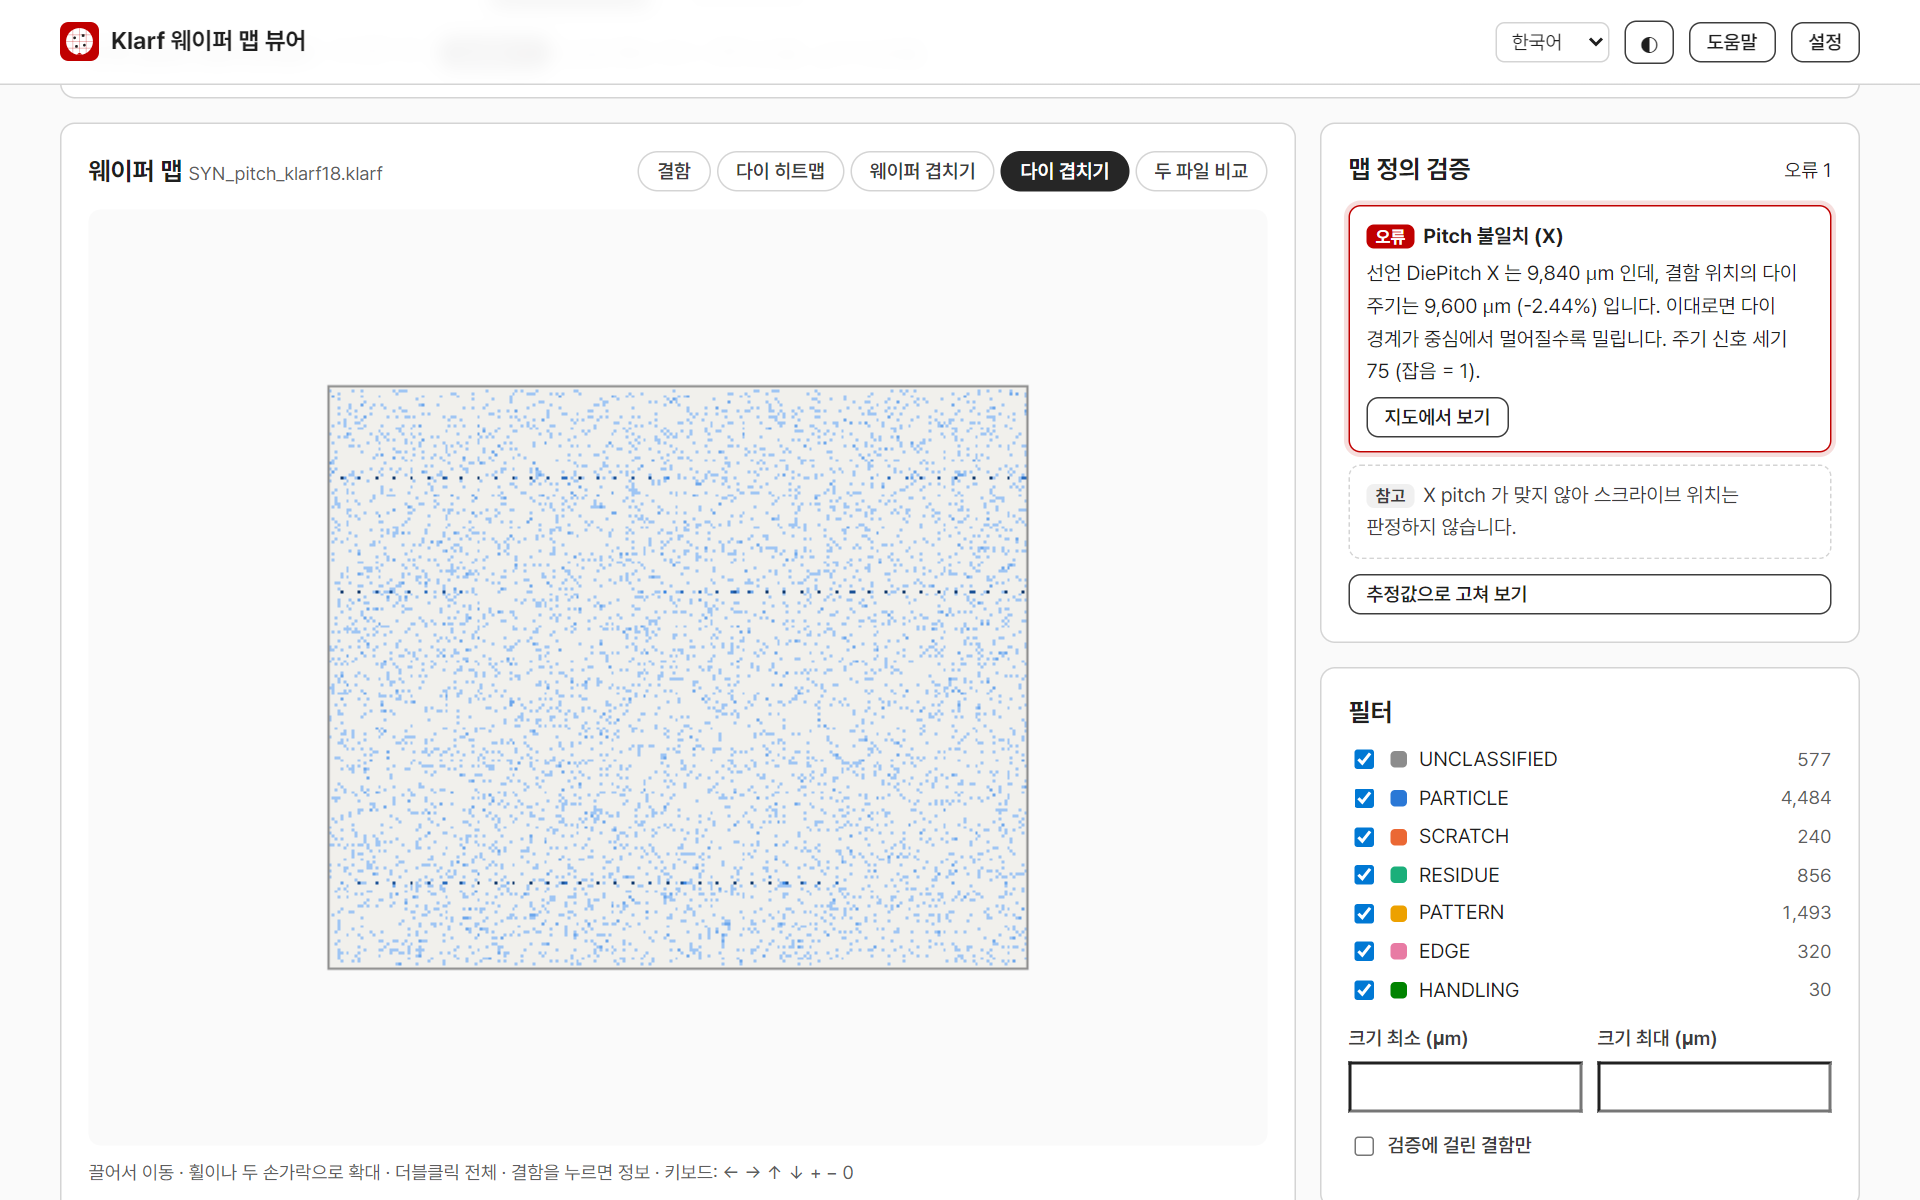 Klarf 웨이퍼 맵 뷰어
한국어
도움말
설정
웨이퍼 맵 SYN_pitch_klarf18.klarf
결함
다이 히트맵
웨이퍼 겹치기
다이 겹치기
두 파일 비교
끌어서 이동 · 휠이나 두 손가락으로 확대 · 더블클릭 전체 · 결함을 누르면 정보 · 키보드: ← → ↑ ↓ + − 0
맵 정의 검증
오류 1
오류 Pitch 불일치 (X)
선언 DiePitch X 는 9,840 µm 인데, 결함 위치의 다이
주기는 9,600 µm (-2.44%) 입니다. 이대로면 다이
경계가 중심에서 멀어질수록 밀립니다. 주기 신호 세기
75 (잡음 = 1).
지도에서 보기
참고 X pitch 가 맞지 않아 스크라이브 위치는
판정하지 않습니다.
추정값으로 고쳐 보기
필터
UNCLASSIFIED 577
PARTICLE 4,484
SCRATCH 240
RESIDUE 856
PATTERN 1,493
EDGE 320
HANDLING 30
크기 최소 (µm)
크기 최대 (µm)
검증에 걸린 결함만